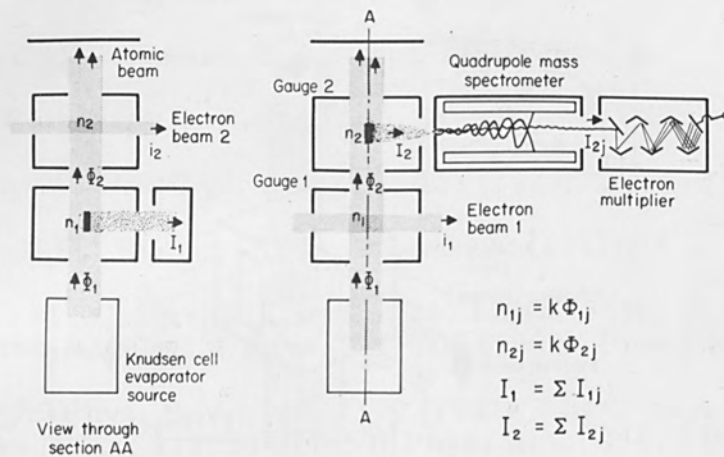 Atomic
beam
n2
Electron
beam 2
i2
Φ2
n1
I1
Φ1
Knudsen cell
evaporator
source
View through
section AA
A
Gauge 2
Quadrupole mass
spectrometer
n2
I2
I2j
Electron
multiplier
Gauge 1
Φ2
n1
Electron
beam 1
i1
Φ1
A
n1j = kΦ1j
n2j = kΦ2j
I1 = Σ I1j
I2 = Σ I2j